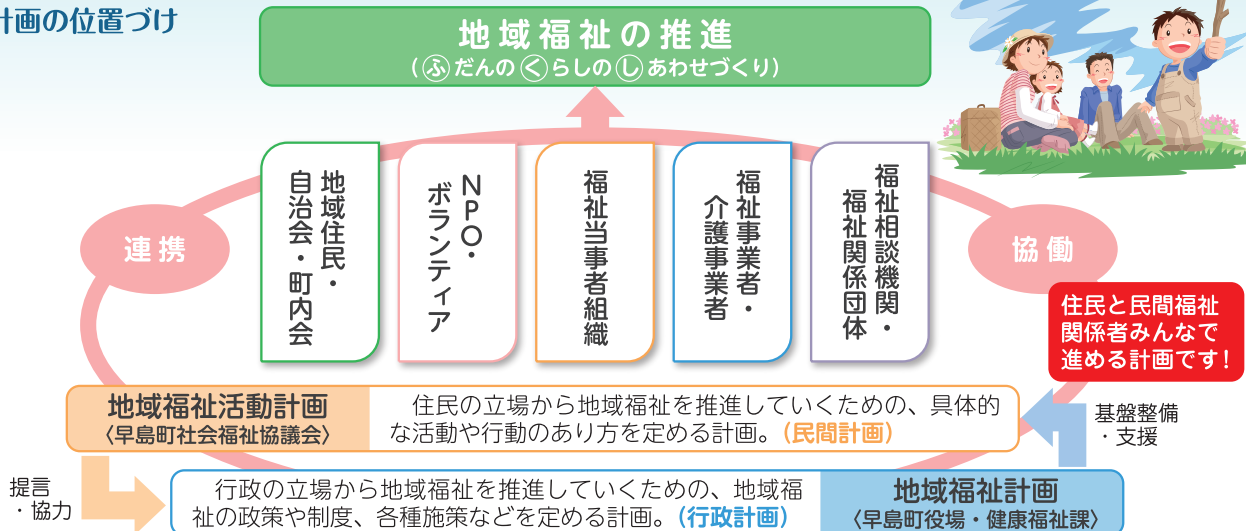 計画の位置づけ
地域福祉の推進
(ふだんのくらしのしあわせづくり)
連携
地域住民・
自治会・町内会
NPO・
ボランティア
福祉当事者組織
福祉事業者・
介護事業者
福祉相談機関・
福祉関係団体
協働
住民と民間福祉
関係者みんなで
進める計画です!
地域福祉活動計画
〈早島町社会福祉協議会〉
住民の立場から地域福祉を推進していくための、具体的
な活動や行動のあり方を定める計画。(民間計画)
基盤整備
・支援
提言
・協力
行政の立場から地域福祉を推進していくための、地域福
祉の政策や制度、各種施策などを定める計画。(行政計画)
地域福祉計画
〈早島町役場・健康福祉課〉